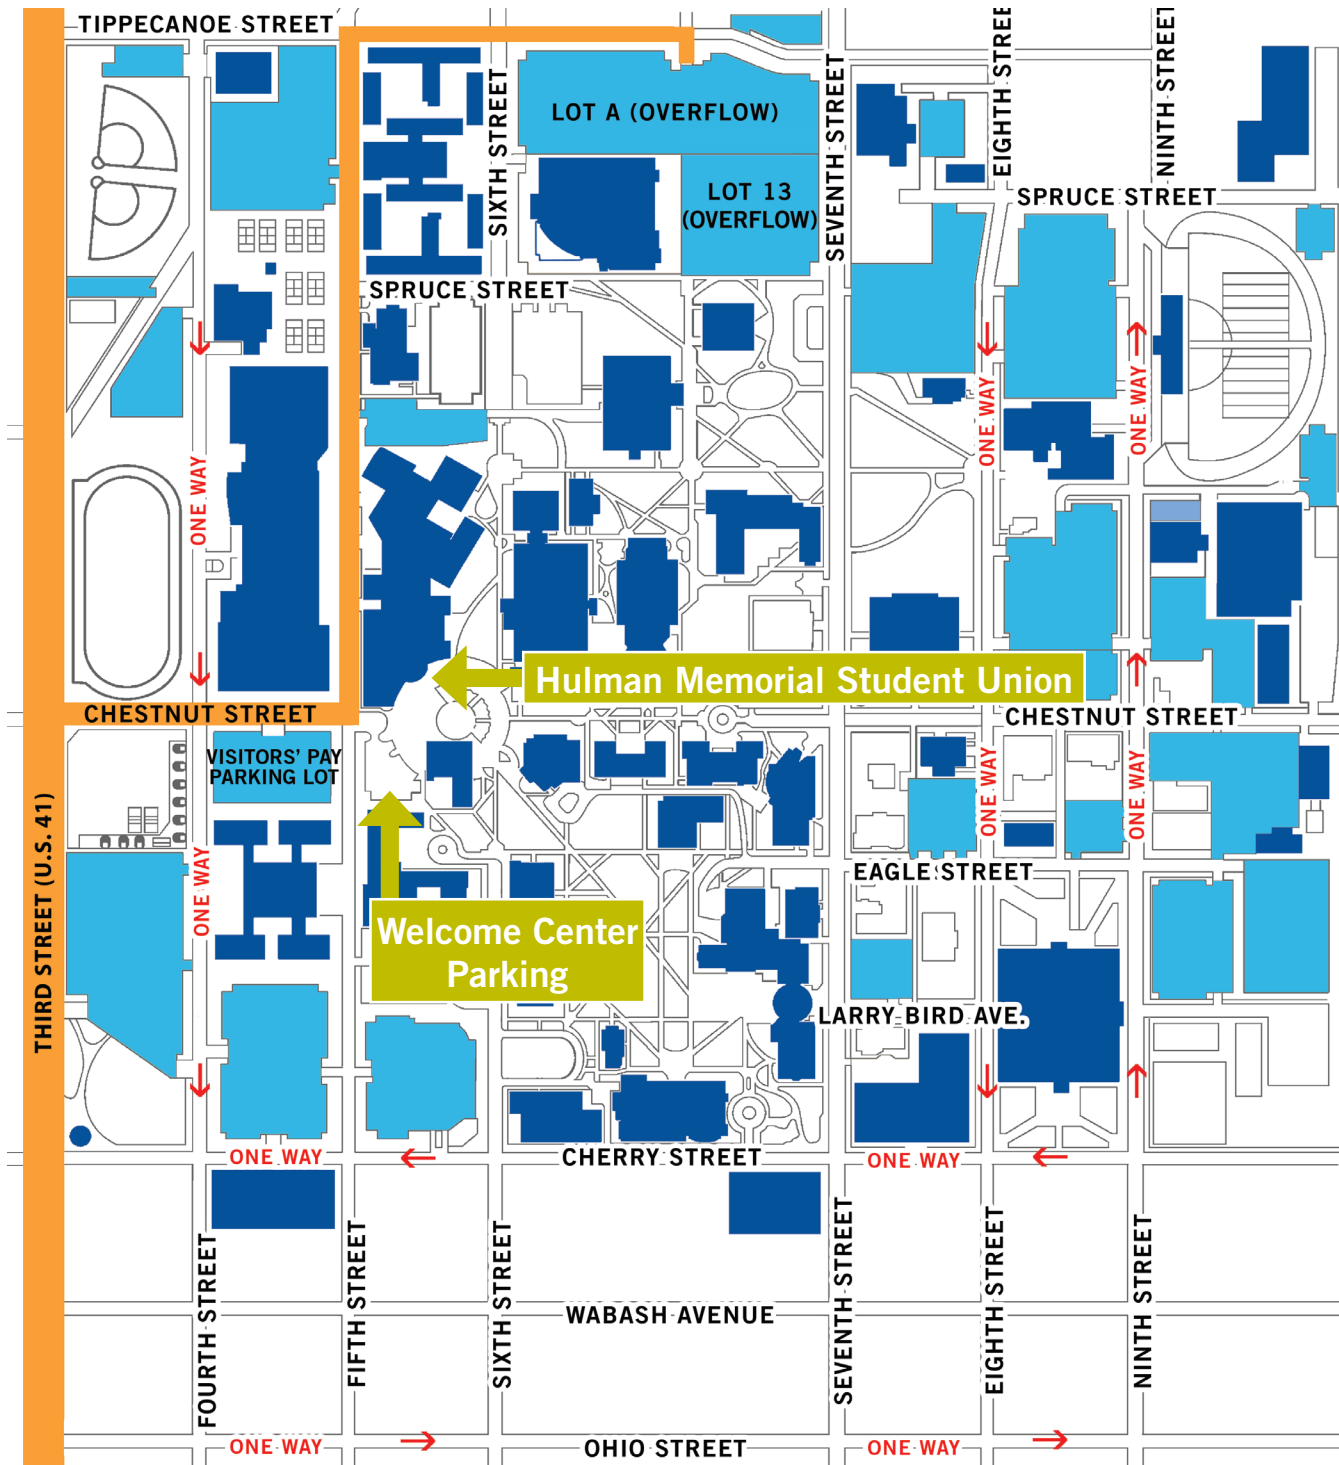 TIPPECANOE STREET
SIXTH STREET
LOT A (OVERFLOW)
LOT 13
(OVERFLOW)
SEVENTH STREET
EIGHTH STREET
NINTH STREET
SPRUCE STREET
SPRUCE STREET
ONE WAY
ONE WAY
ONE WAY
Hulman Memorial Student Union
CHESTNUT STREET
CHESTNUT STREET
VISITORS' PAY
PARKING LOT
ONE WAY
ONE WAY
THIRD STREET (U.S. 41)
ONE WAY
EAGLE STREET
Welcome Center
Parking
LARRY BIRD AVE.
ONE WAY
CHERRY STREET
ONE WAY
FOURTH STREET
FIFTH STREET
SIXTH STREET
SEVENTH STREET
EIGHTH STREET
NINTH STREET
WABASH AVENUE
ONE WAY
OHIO STREET
ONE WAY